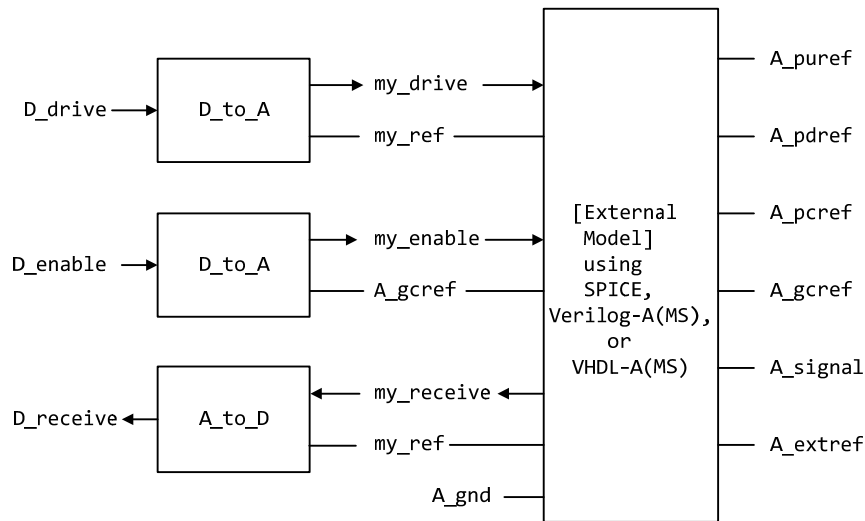 D_drive
D_to_A
my_drive
my_ref
D_enable
D_to_A
my_enable
A_gcref
D_receive
A_to_D
my_receive
my_ref
A_gnd
[External
Model]
using
SPICE,
Verilog-A(MS),
or
VHDL-A(MS)
A_puref
A_pdref
A_pcref
A_gcref
A_signal
A_extref